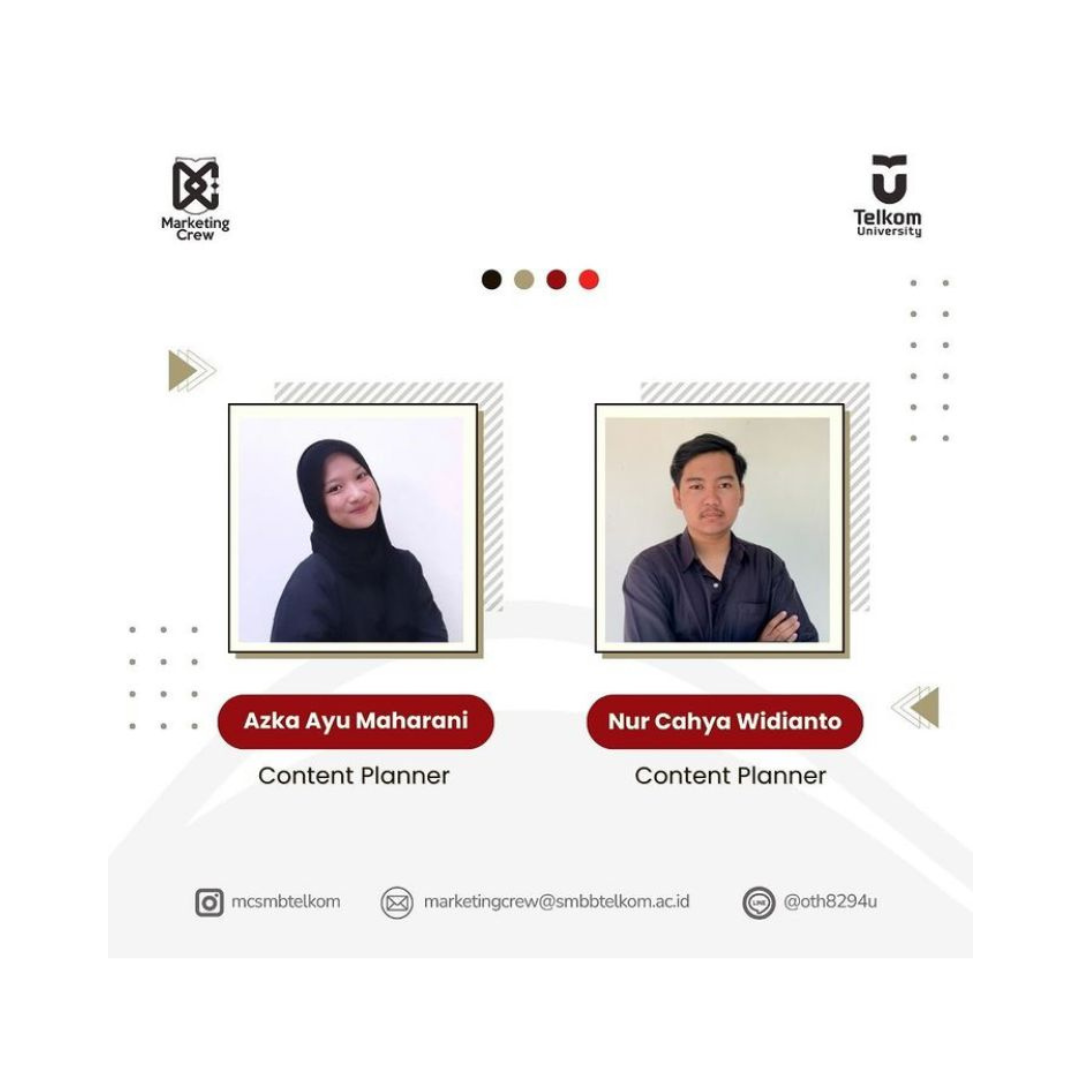 Marketing
Crew
Telkom
University
Azka Ayu Maharani
Nur Cahya Widianto
Content Planner
Content Planner
mcsmbtelkom
marketingcrew@smbbtelkom.ac.id
LINE
@oth8294u